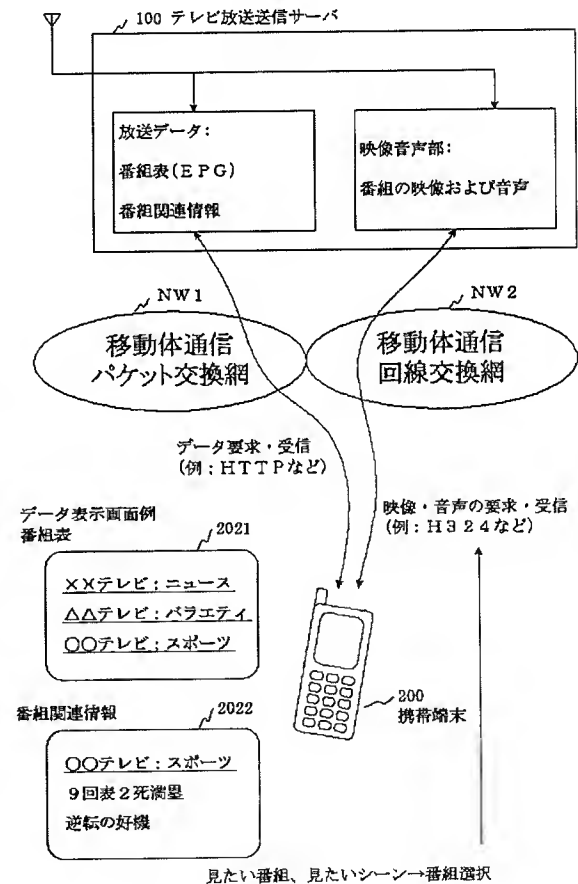 100 テレビ放送送信サーバ
放送データ:
番組表(EPG)
番組関連情報
映像音声部:
番組の映像および音声
NW1
NW2
移動体通信
パケット交換網
移動体通信
回線交換網
データ要求・受信
(例:HTTPなど)
映像・音声の要求・受信
(例:H324など)
データ表示画面例
番組表
2021
××テレビ:ニュース
△△テレビ:バラエティ
○○テレビ:スポーツ
200
携帯端末
番組関連情報
2022
○○テレビ:スポーツ
9回表2死満塁
逆転の好機
見たい番組、見たいシーン→番組選択